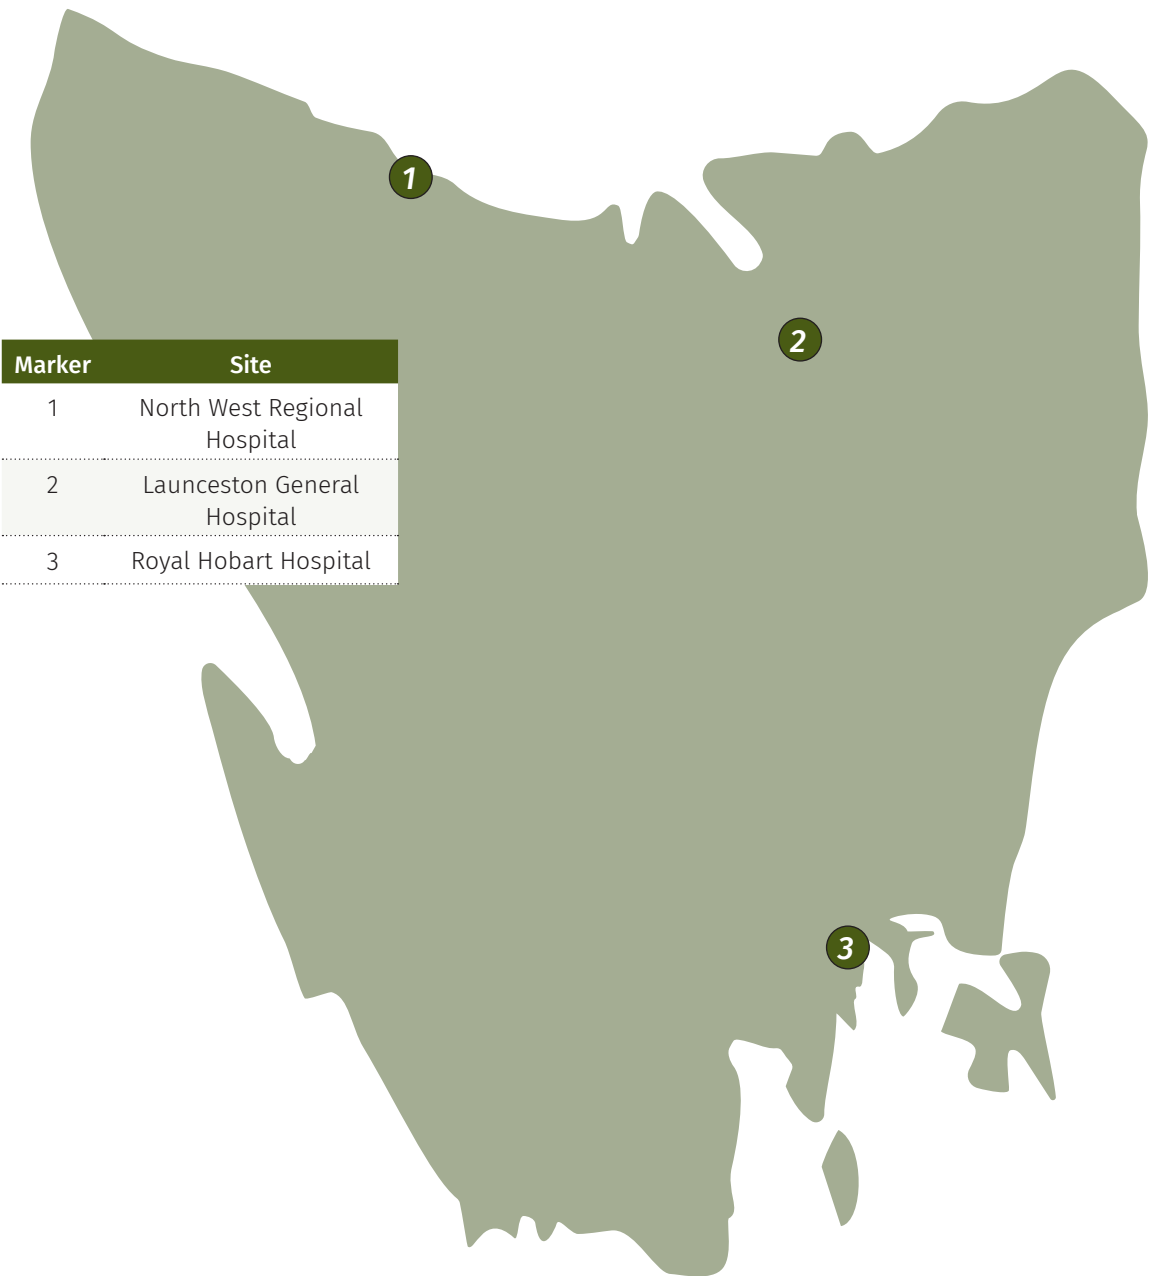 1
2
Marker Site
1 North West Regional
Hospital
2 Launceston General
Hospital
3 Royal Hobart Hospital
3